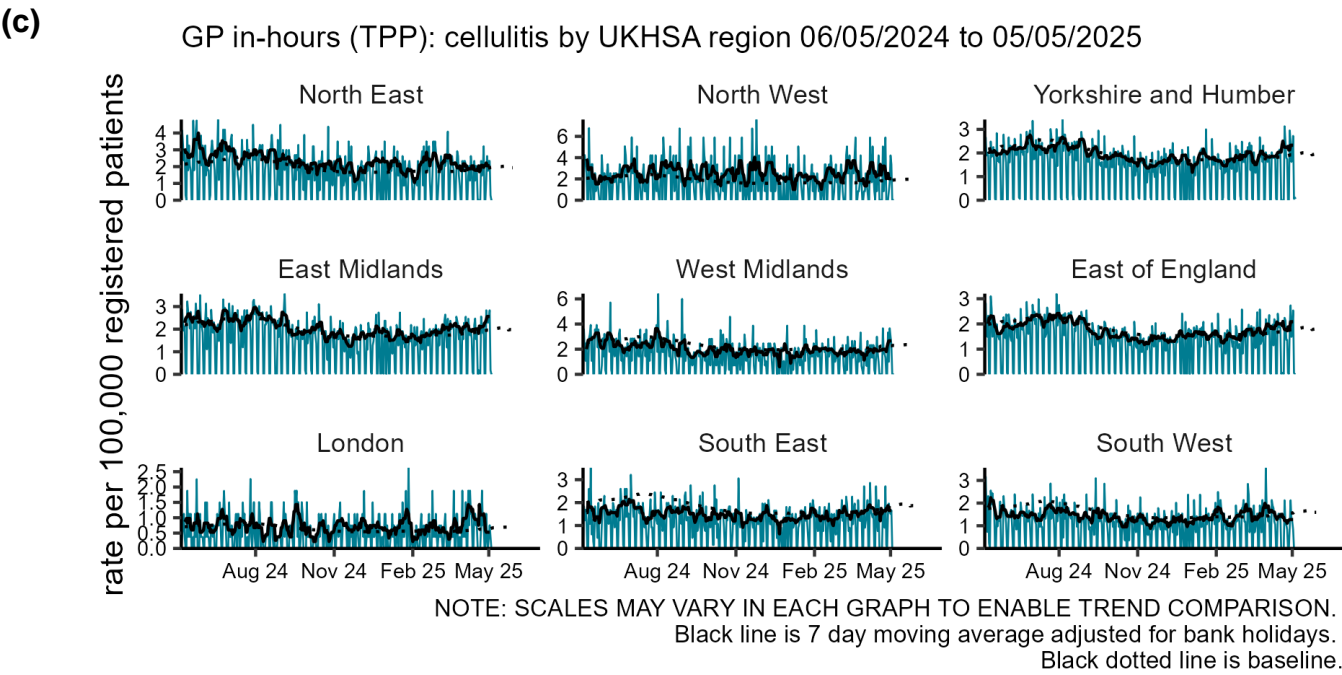 (c)
GP in-hours (TPP): cellulitis by UKHSA region 06/05/2024 to 05/05/2025
rate per 100,000 registered patients
North East
4
3
2
1
0
North West
6
4
2
0
Yorkshire and Humber
3
2
1
0
East Midlands
3
2
1
0
West Midlands
6
4
2
0
East of England
3
2
1
0
London
2.5
2.0
1.5
1.0
0.5
0.0
South East
3
2
1
0
South West
3
2
1
0
Aug 24 Nov 24 Feb 25 May 25
Aug 24 Nov 24 Feb 25 May 25
Aug 24 Nov 24 Feb 25 May 25
NOTE: SCALES MAY VARY IN EACH GRAPH TO ENABLE TREND COMPARISON.
Black line is 7 day moving average adjusted for bank holidays.
Black dotted line is baseline.